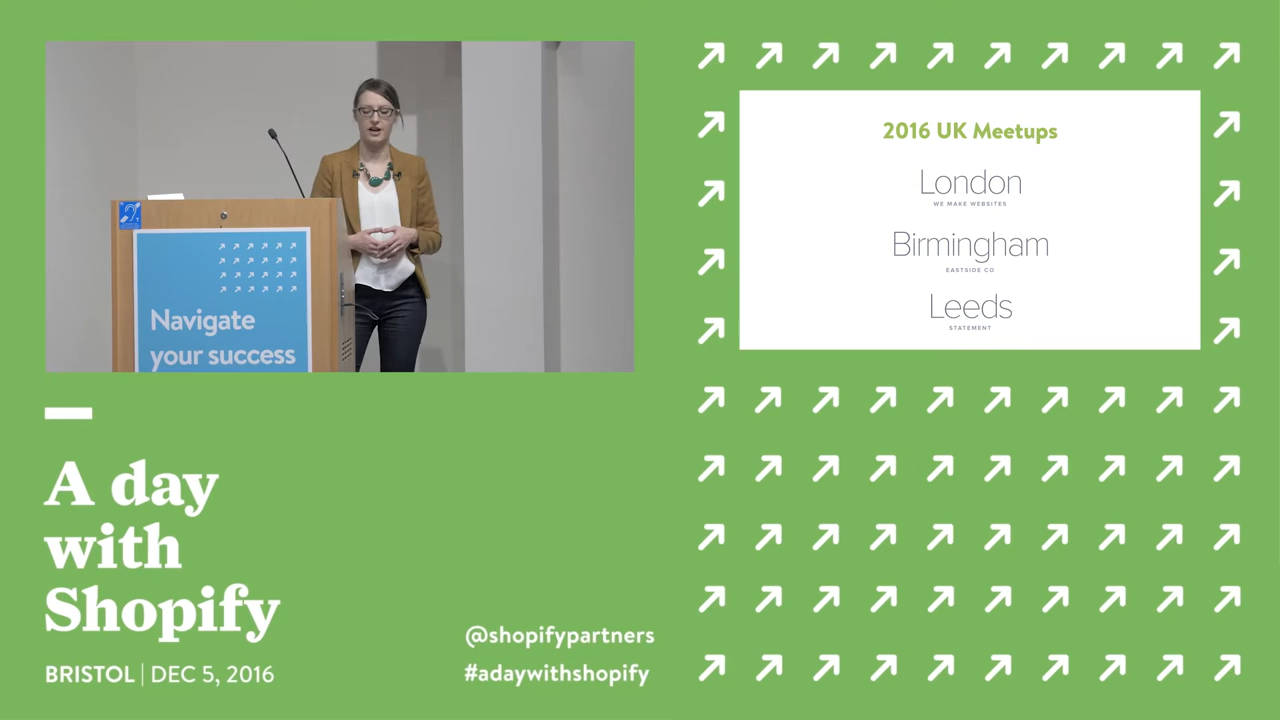 Navigate
your success
2016 UK Meetups
London
WE MAKE WEBSITES
Birmingham
EASTSIDE CO
Leeds
STATEMENT
A day
with
Shopify
BRISTOL | DEC 5, 2016
@shopifypartners
#adaywithshopify